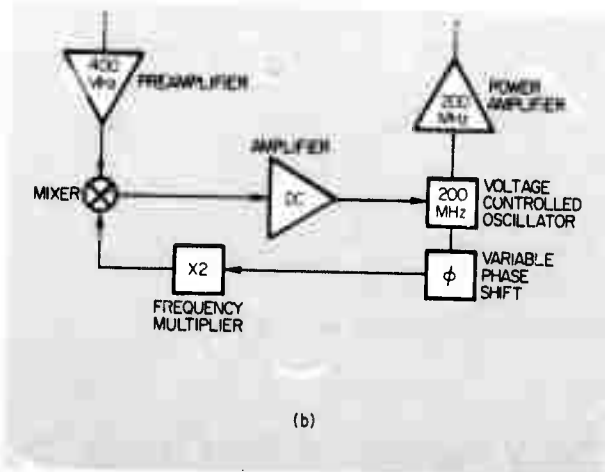 400
MHz
PREAMPLIFIER
POWER
AMPLIFIER
200
MHz
AMPLIFIER
MIXER
DC
200
MHz
VOLTAGE
CONTROLLED
OSCILLATOR
X2
FREQUENCY
MULTIPLIER
ϕ
VARIABLE
PHASE
SHIFT
(b)